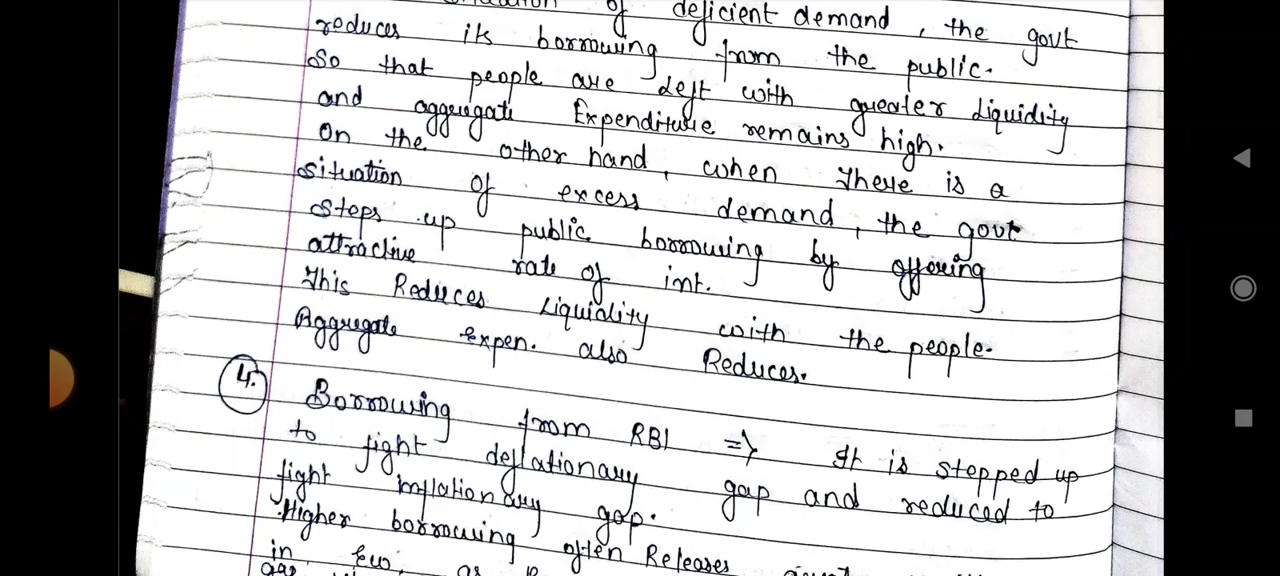 of deficient demand, the govt
reduces its borrowing from the public.
So that people are left with greater liquidity
and aggregate Expenditure remains high.
On the other hand, when there is a
situation of excess demand, the govt
steps up public borrowing by offering
attractive rate of int.
This Reduces Liquidity with the people.
Aggregate expen. also Reduces.
4. Borrowing from RBI => It is stepped up
to fight deflationary gap and reduced to
fight inflationary gap.
Higher borrowing often Releases
in